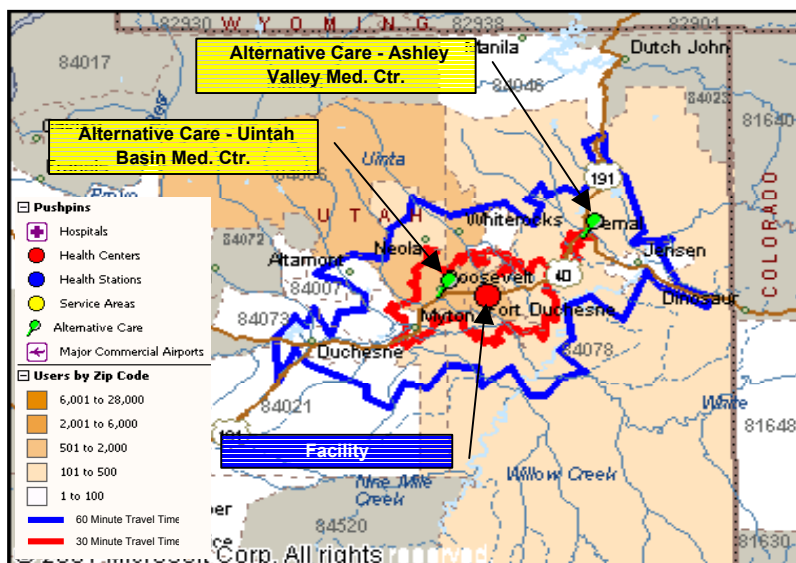 82930
W Y O M I N G
82938
82901
Alternative Care - Ashley
Valley Med. Ctr.
Manila
Dutch John
84017
84046
84023
81640
Alternative Care - Uintah
Basin Med. Ctr.
Uinta
191
U T A H
Whiterocks
Vernal
COLORADO
Pushpins
Hospitals
Health Centers
Health Stations
Service Areas
Alternative Care
Major Commercial Airports
84072
Neola
Altamont
Jensen
84007
Roosevelt
40
Dinosaur
84073
Myton
Fort Duchesne
Duchesne
84078
Users by Zip Code
6,001 to 28,000
2,001 to 6,000
501 to 2,000
101 to 500
1 to 100
60 Minute Travel Time
30 Minute Travel Time
84021
White
81648
Facility
Nine Mile
Creek
Willow Creek
84520
81630
Corp. All rights reserved.